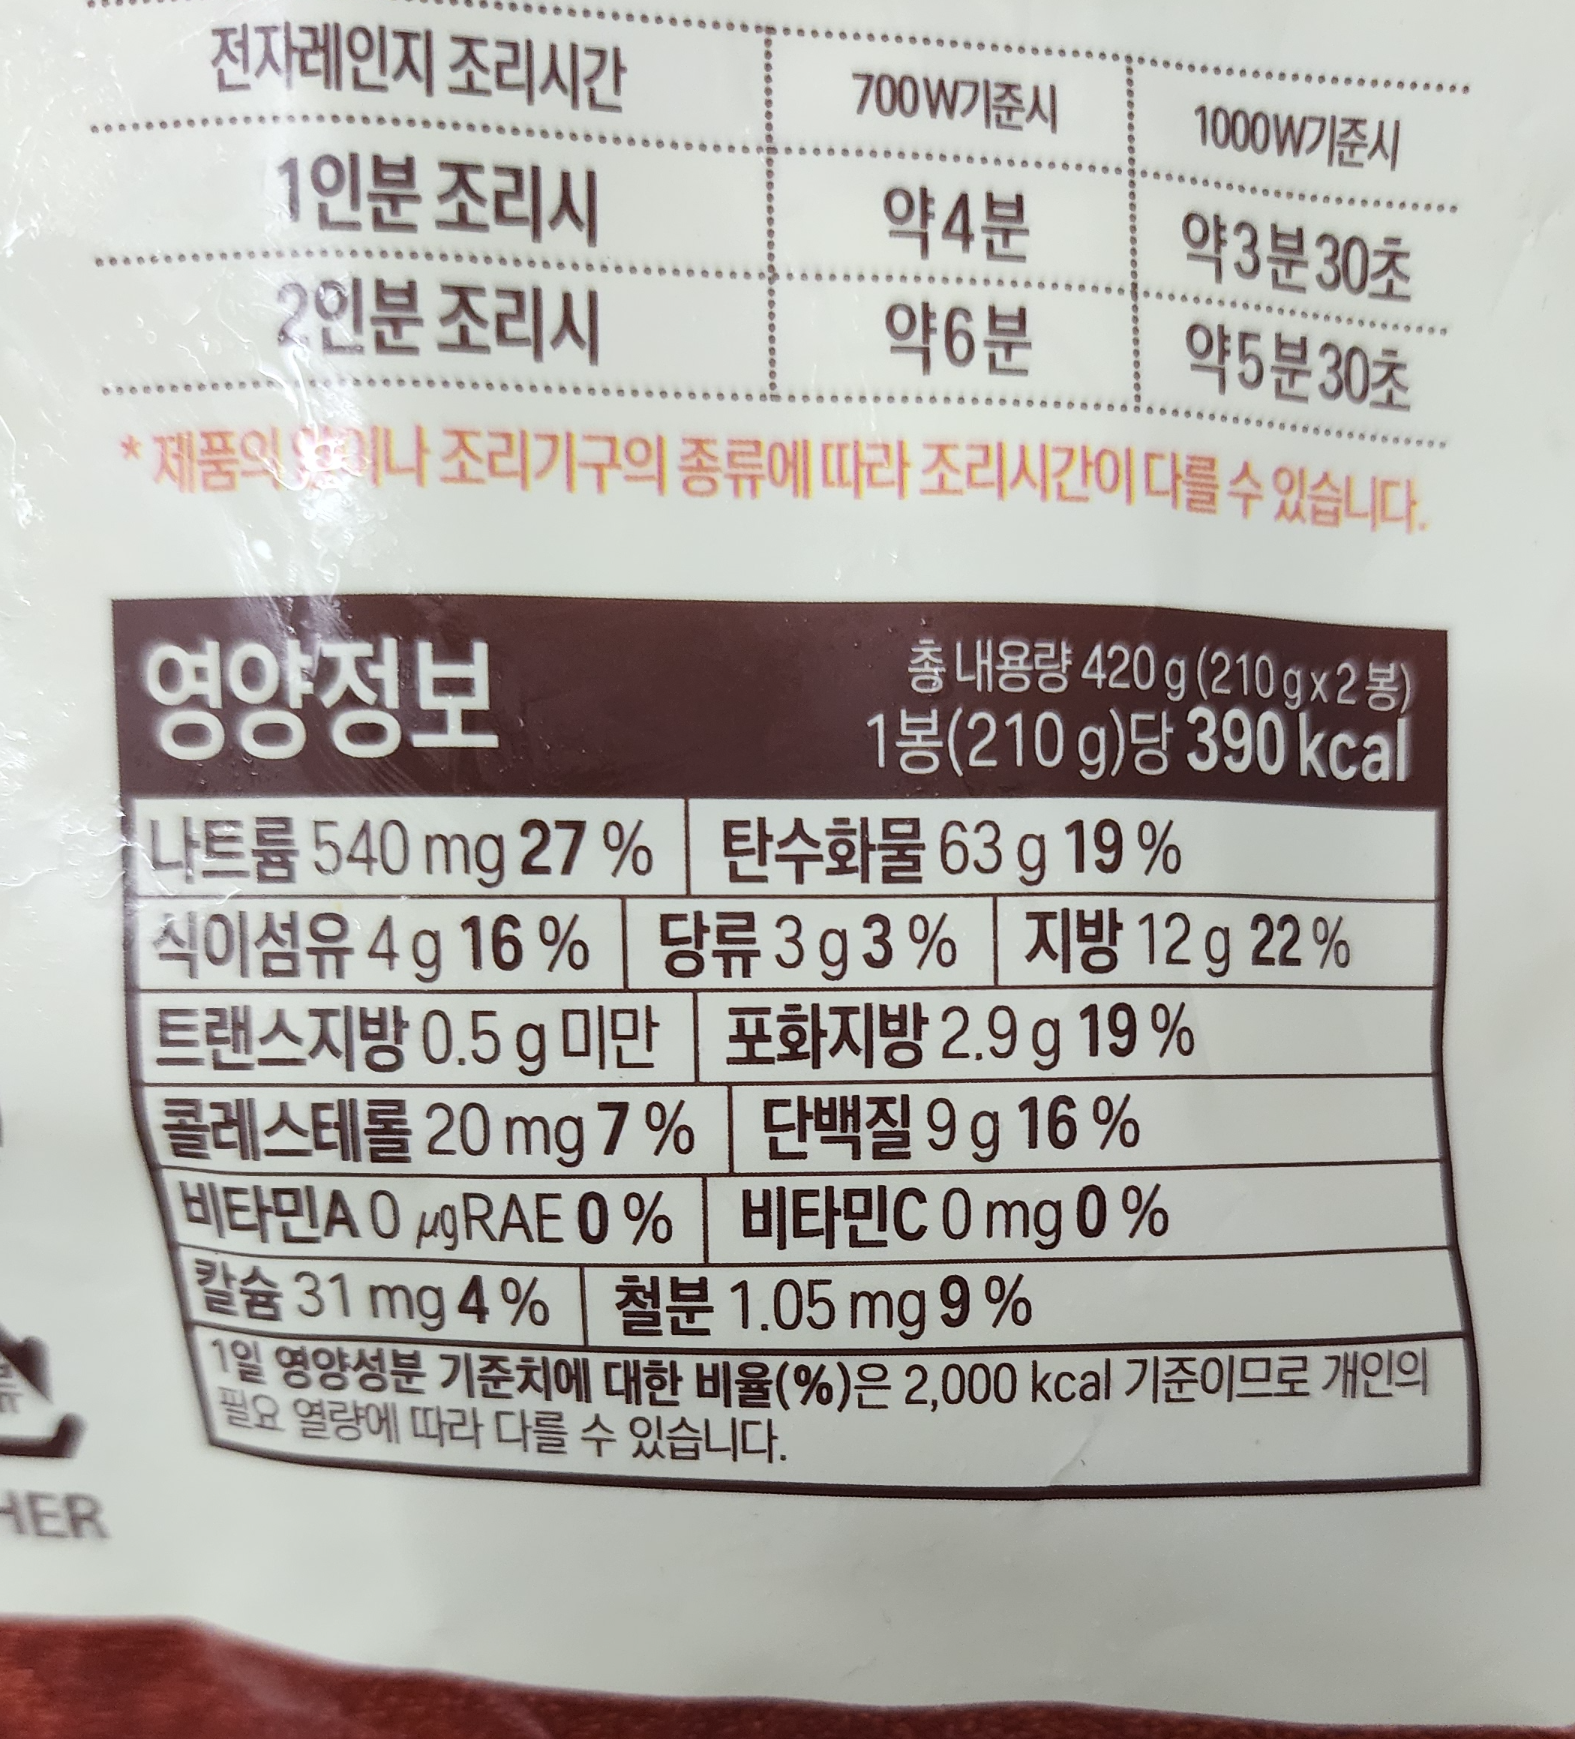 전자레인지 조리시간 700W기준시 1000W기준시
1인분 조리시 약4분 약3분30초
2인분 조리시 약6분 약5분30초
* 제품의 조리기구의 종류에 따라 조리시간이 다를 수 있습니다.
영양정보
총 내용량 420 g (210 g x 2 봉)
1봉(210 g)당 390 kcal
나트륨 540 mg 27 % 탄수화물 63 g 19 %
식이섬유 4 g 16 % 당류 3 g 3 % 지방 12 g 22 %
트랜스지방 0.5 g 미만 포화지방 2.9 g 19 %
콜레스테롤 20 mg 7 % 단백질 9 g 16 %
비타민A 0 μgRAE 0 % 비타민C 0 mg 0 %
칼슘 31 mg 4 % 철분 1.05 mg 9 %
1일 영양성분 기준치에 대한 비율(%)은 2,000 kcal 기준이므로 개인의
필요 열량에 따라 다를 수 있습니다.
HER